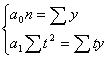 a₀n = ∑y
a₁∑t² = ∑ty